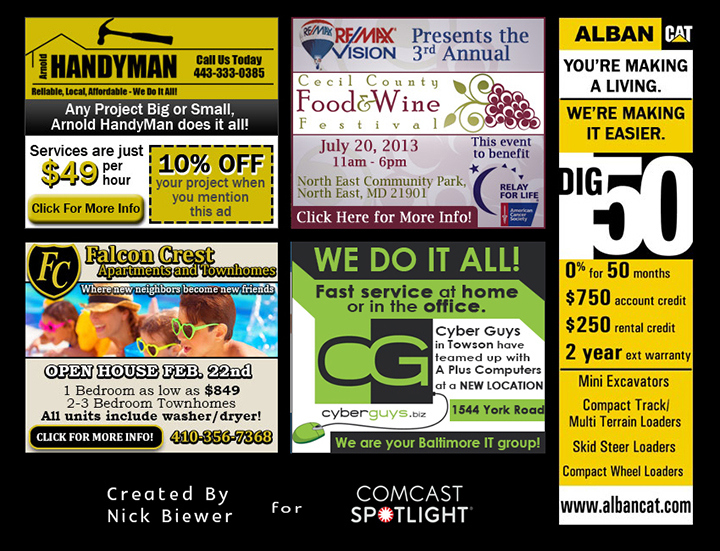 Arnold
HANDYMAN
Call Us Today
443-333-0385
Reliable, Local, Affordable - We Do It All!
Any Project Big or Small,
Arnold HandyMan does it all!
Services are just
$49 per hour
Click For More Info
10% OFF
your project when
you mention
this ad
RE/MAX
RE/MAX
VISION
Presents the
3rd Annual
Cecil County
Food&Wine
Festival
July 20, 2013
11am - 6pm
North East Community Park,
North East, MD 21901
Click Here for More Info!
This event
to benefit
RELAY
FOR LIFE
American
Cancer
Society
ALBAN CAT
YOU'RE MAKING
A LIVING.
WE'RE MAKING
IT EASIER.
DIG 50
0% for 50 months
$750 account credit
$250 rental credit
2 year ext warranty
Mini Excavators
Compact Track/
Multi Terrain Loaders
Skid Steer Loaders
Compact Wheel Loaders
www.albancat.com
FC
Falcon Crest
Apartments and Townhomes
Where new neighbors become new friends
OPEN HOUSE FEB. 22nd
1 Bedroom as low as $849
2-3 Bedroom Townhomes
All units include washer/dryer!
CLICK FOR MORE INFO!
410-356-7368
WE DO IT ALL!
Fast service at home
or in the office.
CG
cyberguys.biz
Cyber Guys
in Towson have
teamed up with
A Plus Computers
at a NEW LOCATION
1544 York Road
We are your Baltimore IT group!
Created By
Nick Biewer
for
COMCAST
SPOTLIGHT